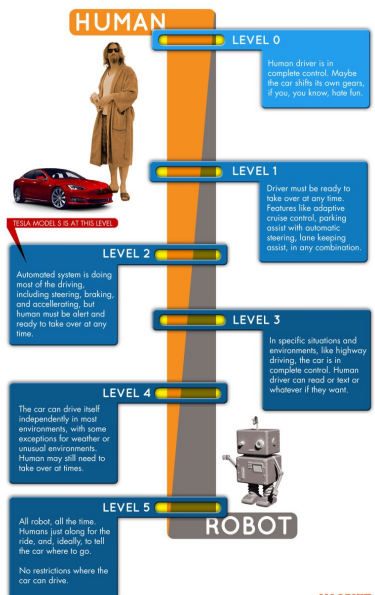 HUMAN
LEVEL 0
Human driver is in
complete control. Maybe
the car shifts its own gears,
if you, you know, hate fun.
LEVEL 1
Driver must be ready to
take over at any time.
Features like adaptive
cruise control, parking
assist with automatic
steering, lane keeping
assist, in any combination.
TESLA MODEL S IS AT THIS LEVEL
LEVEL 2
Automated system is doing
most of the driving,
including steering, braking,
and accellerating, but
human must be alert and
ready to take over at any
time.
LEVEL 3
In specific situations and
environments, like highway
driving, the car is in
complete control. Human
driver can read or text or
whatever if they want.
LEVEL 4
The car can drive itself
independently in most
environments, with some
exceptions for weather or
unusual environments.
Human may still need to
take over at times.
LEVEL 5
All robot, all the time.
Humans just along for the
ride, and, ideally, to tell
the car where to go.
No restrictions where the
car can drive.
ROBOT